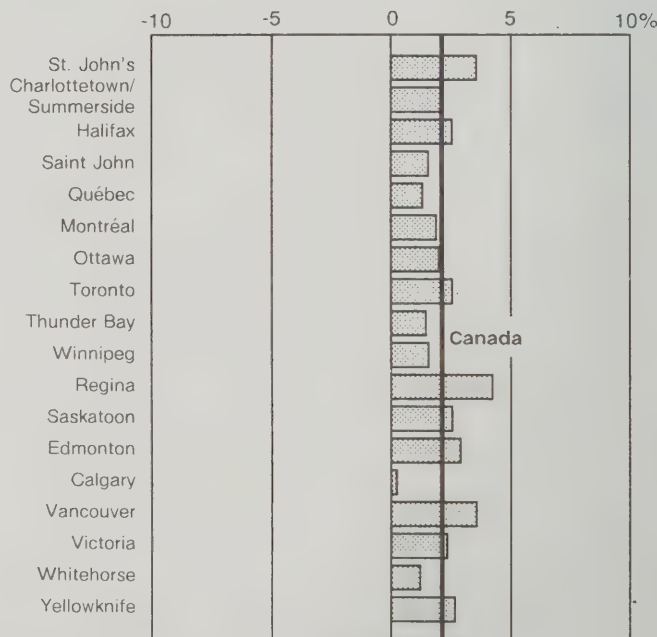 -10 -5 0 5 10%
St. John's
Charlottetown/
Summerside
Halifax
Saint John
Québec
Montréal
Ottawa
Toronto
Thunder Bay
Canada
Winnipeg
Regina
Saskatoon
Edmonton
Calgary
Vancouver
Victoria
Whitehorse
Yellowknife